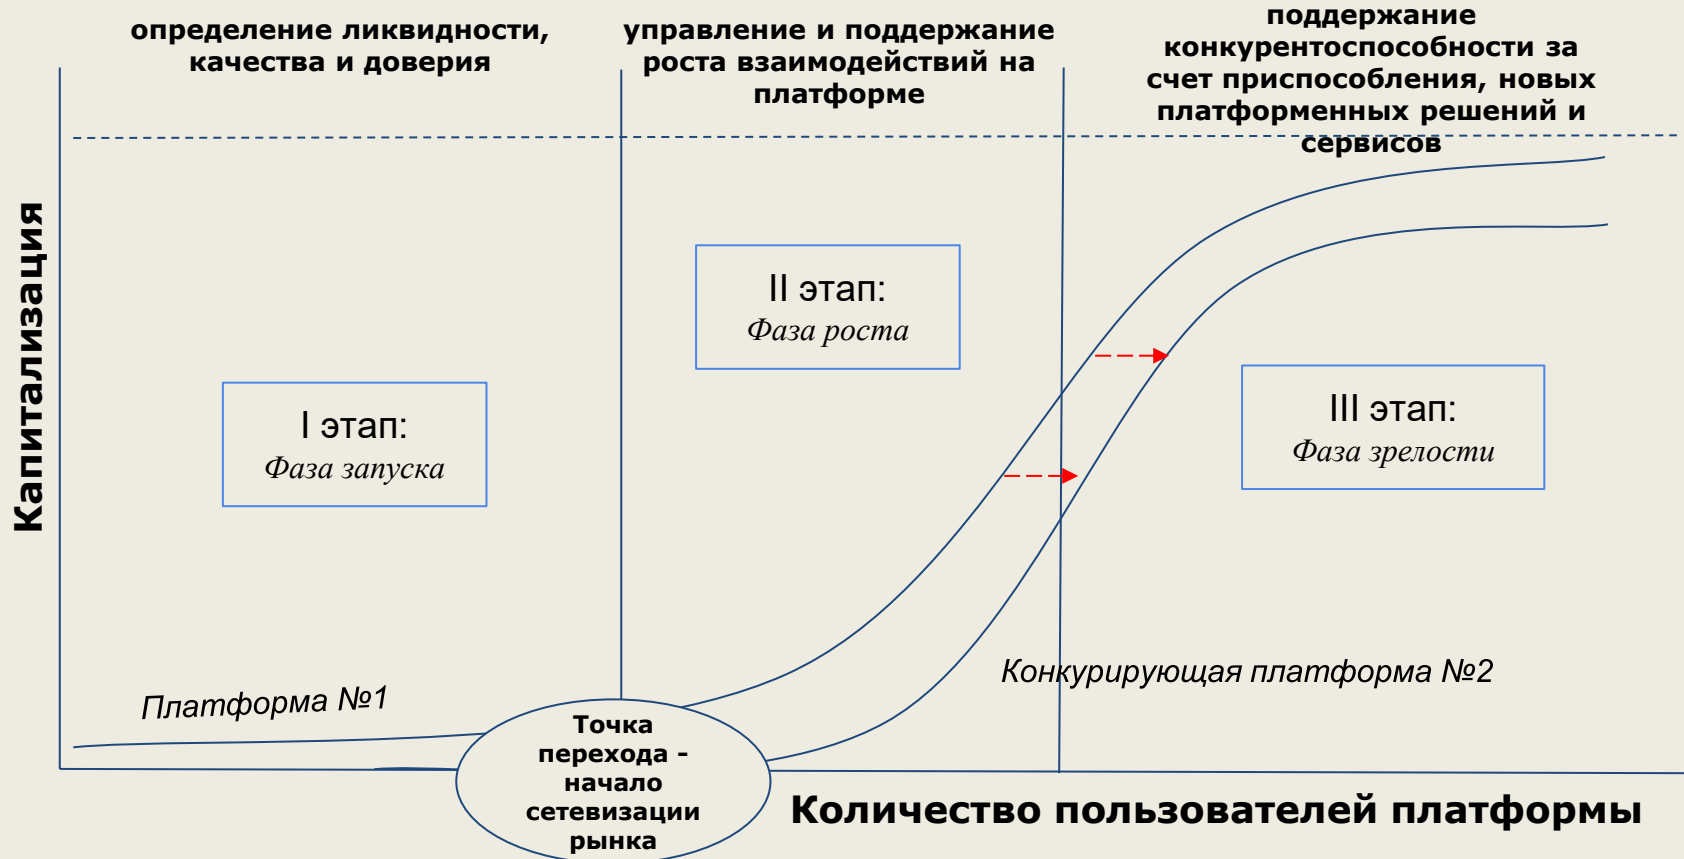 определение ликвидности,
качества и доверия
управление и поддержание
роста взаимодействий на
платформе
поддержание
конкурентоспособности за
счет приспособления, новых
платформенных решений и
сервисов
Капитализация
I этап:
Фаза запуска
II этап:
Фаза роста
III этап:
Фаза зрелости
Платформа №1
Конкурирующая платформа №2
Точка
перехода -
начало
сетевизации
рынка
Количество пользователей платформы